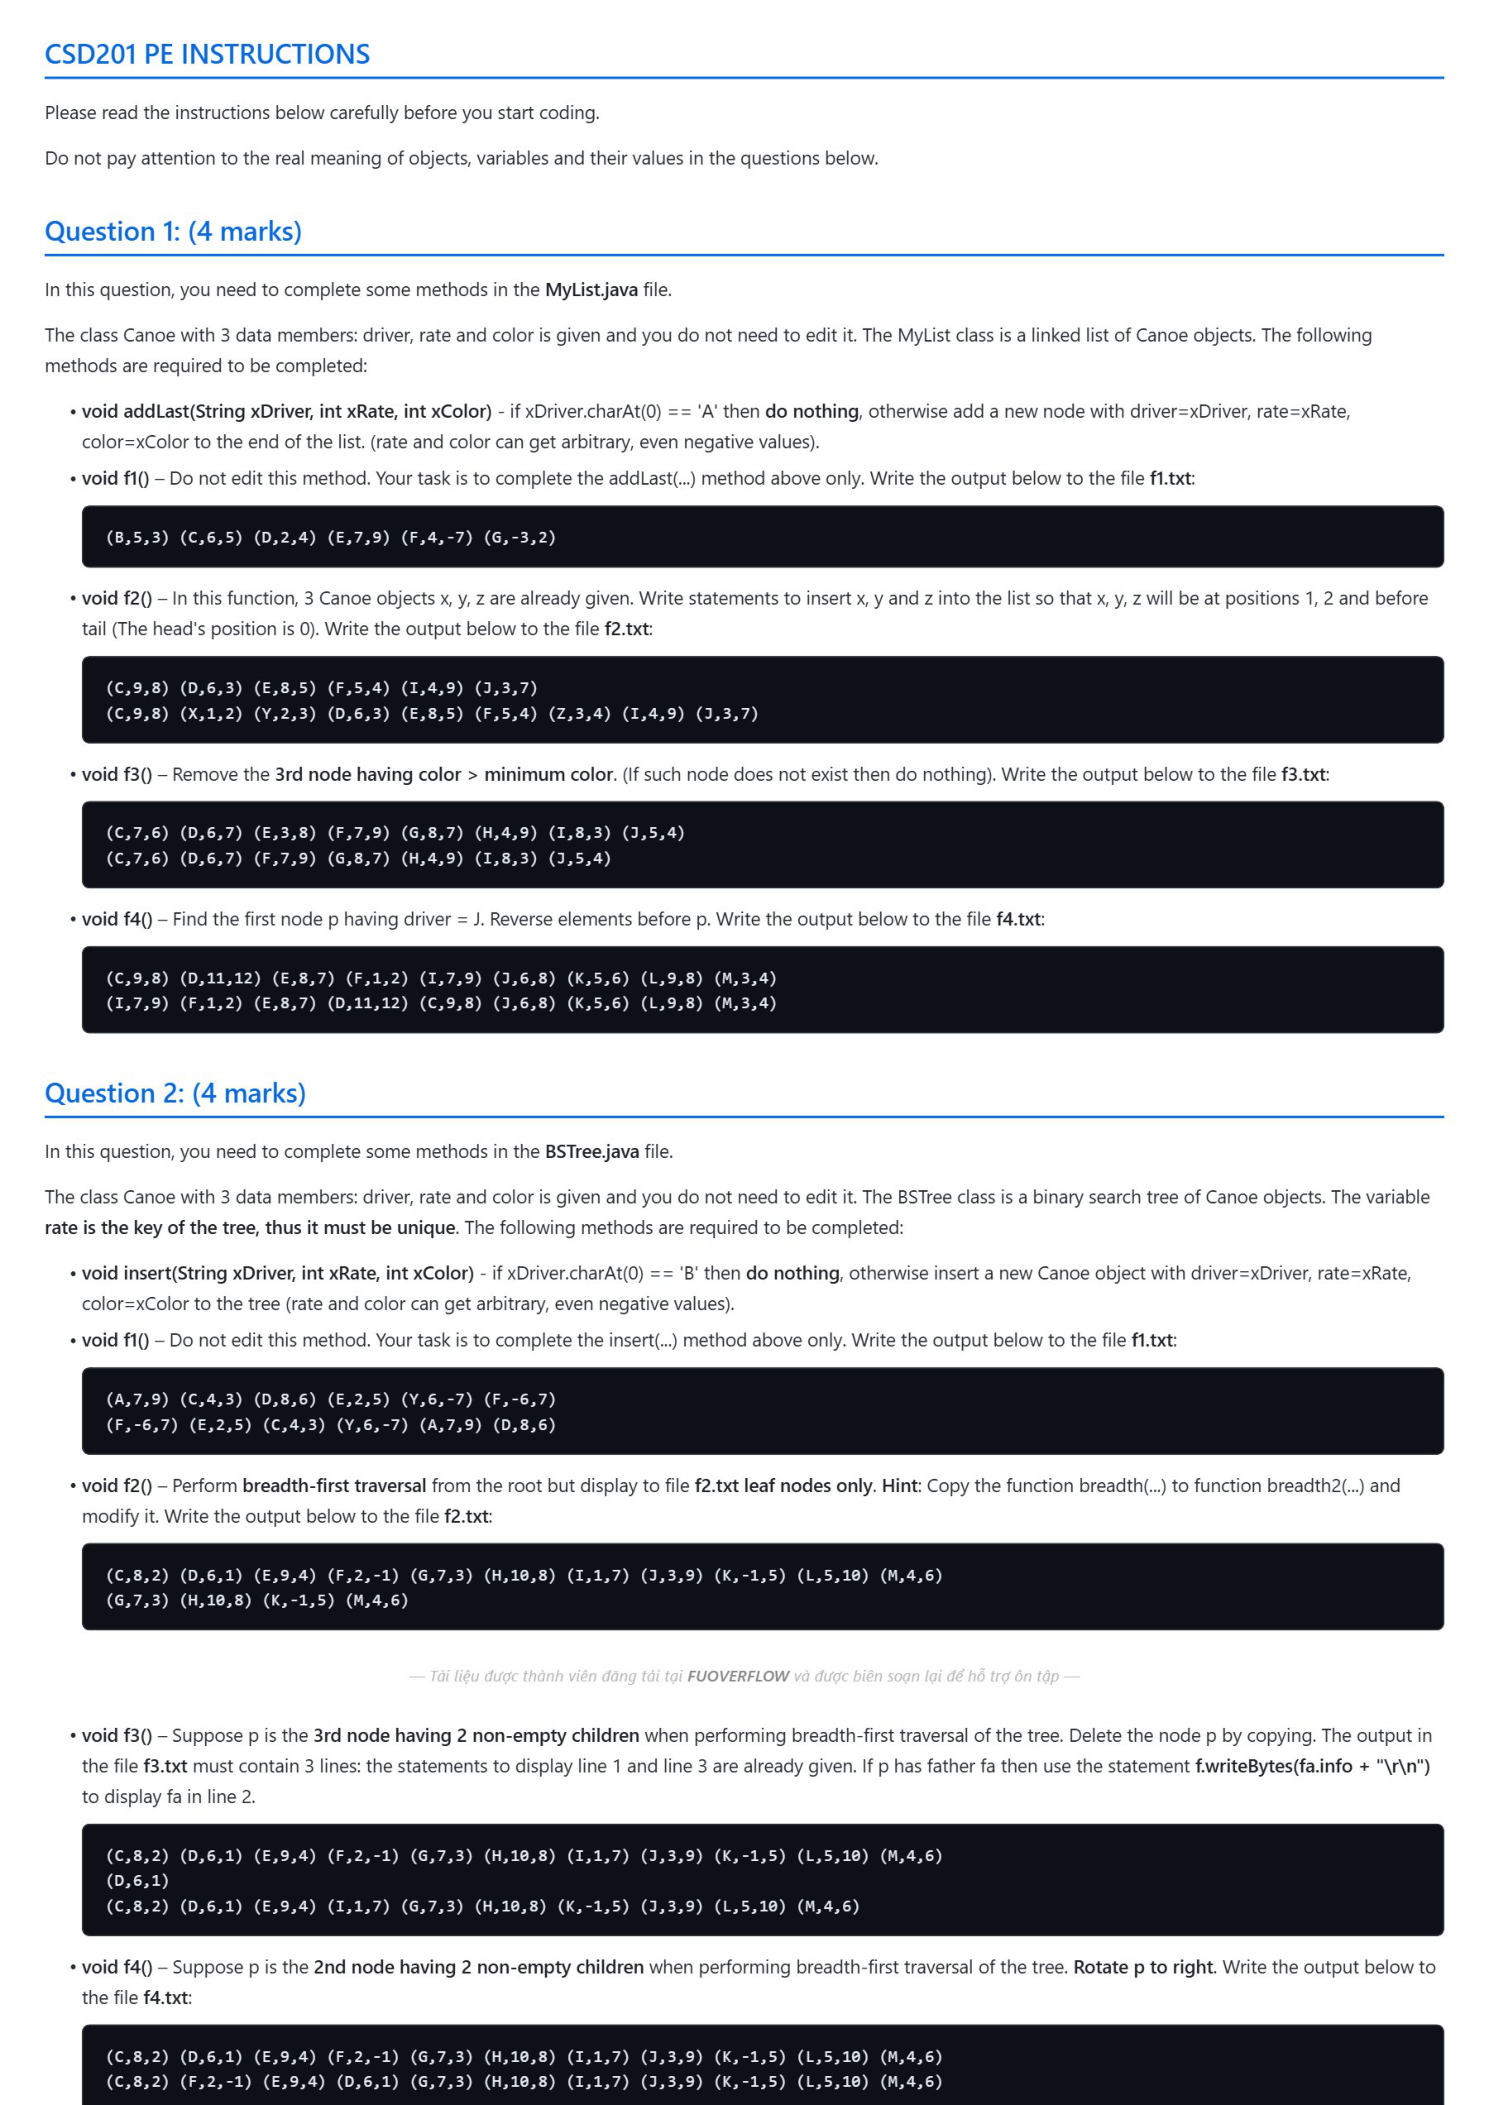 CSD201 PE INSTRUCTIONS
Please read the instructions below carefully before you start coding.
Do not pay attention to the real meaning of objects, variables and their values in the questions below.
Question 1: (4 marks)
In this question, you need to complete some methods in the MyList.java file.
The class Canoe with 3 data members: driver, rate and color is given and you do not need to edit it. The MyList class is a linked list of Canoe objects. The following
methods are required to be completed:
• void addLast(String xDriver, int xRate, int xColor) - if xDriver.charAt(0) == 'A' then do nothing, otherwise add a new node with driver=xDriver, rate=xRate,
color=xColor to the end of the list. (rate and color can get arbitrary, even negative values).
• void f1() – Do not edit this method. Your task is to complete the addLast(...) method above only. Write the output below to the file f1.txt:
(B,5,3) (C,6,5) (D,2,4) (E,7,9) (F,4,-7) (G,-3,2)
• void f2() – In this function, 3 Canoe objects x, y, z are already given. Write statements to insert x, y and z into the list so that x, y, z will be at positions 1, 2 and before
tail (The head's position is 0). Write the output below to the file f2.txt:
(C,9,8) (D,6,3) (E,8,5) (F,5,4) (I,4,9) (J,3,7)
(C,9,8) (X,1,2) (Y,2,3) (D,6,3) (E,8,5) (F,5,4) (Z,3,4) (I,4,9) (J,3,7)
• void f3() – Remove the 3rd node having color > minimum color. (If such node does not exist then do nothing). Write the output below to the file f3.txt:
(C,7,6) (D,6,7) (E,3,8) (F,7,9) (G,8,7) (H,4,9) (I,8,3) (J,5,4)
(C,7,6) (D,6,7) (F,7,9) (G,8,7) (H,4,9) (I,8,3) (J,5,4)
• void f4() – Find the first node p having driver = J. Reverse elements before p. Write the output below to the file f4.txt:
(C,9,8) (D,11,12) (E,8,7) (F,1,2) (I,7,9) (J,6,8) (K,5,6) (L,9,8) (M,3,4)
(I,7,9) (F,1,2) (E,8,7) (D,11,12) (C,9,8) (J,6,8) (K,5,6) (L,9,8) (M,3,4)
Question 2: (4 marks)
In this question, you need to complete some methods in the BSTree.java file.
The class Canoe with 3 data members: driver, rate and color is given and you do not need to edit it. The BSTree class is a binary search tree of Canoe objects. The variable
rate is the key of the tree, thus it must be unique. The following methods are required to be completed:
• void insert(String xDriver, int xRate, int xColor) - if xDriver.charAt(0) == 'B' then do nothing, otherwise insert a new Canoe object with driver=xDriver, rate=xRate,
color=xColor to the tree (rate and color can get arbitrary, even negative values).
• void f1() – Do not edit this method. Your task is to complete the insert(...) method above only. Write the output below to the file f1.txt:
(A,7,9) (C,4,3) (D,8,6) (E,2,5) (Y,6,-7) (F,-6,7)
(F,-6,7) (E,2,5) (C,4,3) (Y,6,-7) (A,7,9) (D,8,6)
• void f2() – Perform breadth-first traversal from the root but display to file f2.txt leaf nodes only. Hint: Copy the function breadth(...) to function breadth2(...) and
modify it. Write the output below to the file f2.txt:
(C,8,2) (D,6,1) (E,9,4) (F,2,-1) (G,7,3) (H,10,8) (I,1,7) (J,3,9) (K,-1,5) (L,5,10) (M,4,6)
(G,7,3) (H,10,8) (K,-1,5) (M,4,6)
— Tài liệu được thành viên đăng tải tại FUOVERFLOW và được biên soạn lại để hỗ trợ ôn tập —
• void f3() – Suppose p is the 3rd node having 2 non-empty children when performing breadth-first traversal of the tree. Delete the node p by copying. The output in
the file f3.txt must contain 3 lines: the statements to display line 1 and line 3 are already given. If p has father fa then use the statement f.writeBytes(fa.info + "\r\n")
to display fa in line 2.
(C,8,2) (D,6,1) (E,9,4) (F,2,-1) (G,7,3) (H,10,8) (I,1,7) (J,3,9) (K,-1,5) (L,5,10) (M,4,6)
(D,6,1)
(C,8,2) (D,6,1) (E,9,4) (I,1,7) (G,7,3) (H,10,8) (K,-1,5) (J,3,9) (L,5,10) (M,4,6)
• void f4() – Suppose p is the 2nd node having 2 non-empty children when performing breadth-first traversal of the tree. Rotate p to right. Write the output below to
the file f4.txt:
(C,8,2) (D,6,1) (E,9,4) (F,2,-1) (G,7,3) (H,10,8) (I,1,7) (J,3,9) (K,-1,5) (L,5,10) (M,4,6)
(C,8,2) (F,2,-1) (E,9,4) (D,6,1) (G,7,3) (H,10,8) (I,1,7) (J,3,9) (K,-1,5) (L,5,10) (M,4,6)